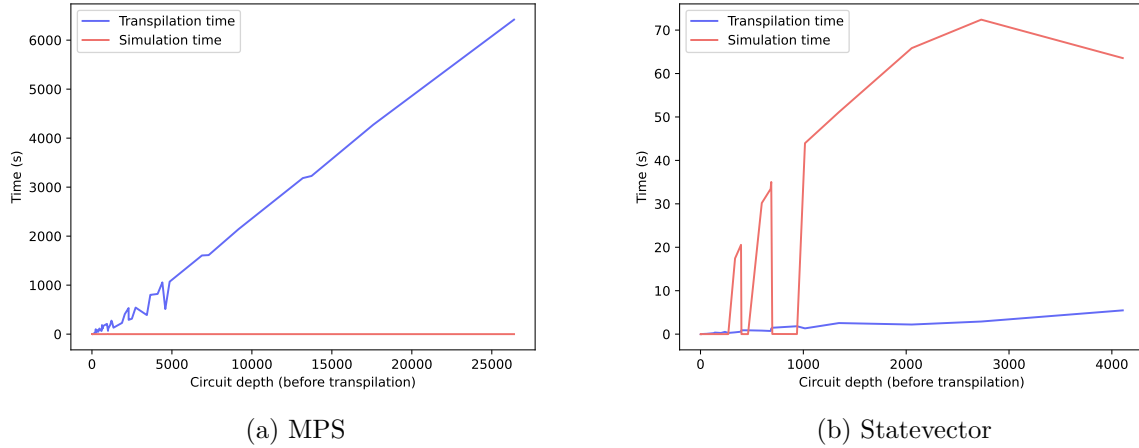 Transpilation time
Simulation time
6000
5000
4000
3000
2000
1000
0
Time (s)
0
5000
10000
15000
20000
25000
Circuit depth (before transpilation)
(a) MPS
Transpilation time
Simulation time
70
60
50
40
30
20
10
0
Time (s)
0
1000
2000
3000
4000
Circuit depth (before transpilation)
(b) Statevector